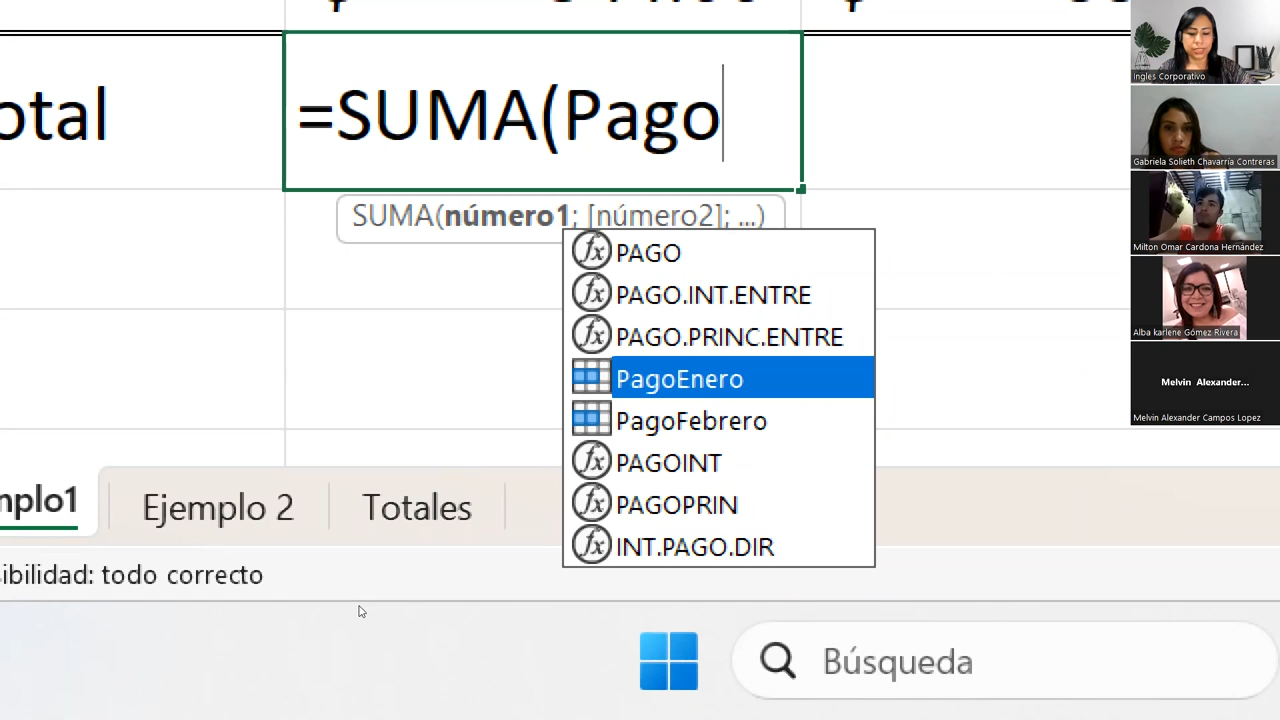 otal
=SUMA(Pago
SUMA(número1; [número2]; ...)
PAGO
PAGO.INT.ENTRE
PAGO.PRINC.ENTRE
PagoEnero
PagoFebrero
PAGOINT
PAGOPRIN
INT.PAGO.DIR
mplo1
Ejemplo 2
Totales
ibilidad: todo correcto
Búsqueda
Ingles Corporativo
Gabriela Solieth Chavarría Contreras
Milton Omar Cardona Hernández
Alba karlene Gómez Rivera
Melvin Alexander...
Melvin Alexander Campos Lopez